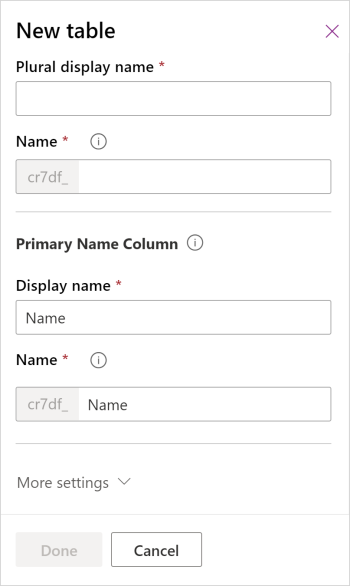 New table
Plural display name *
Name *
cr7df_
Primary Name Column
Display name *
Name
Name *
cr7df_ Name
More settings
Done Cancel